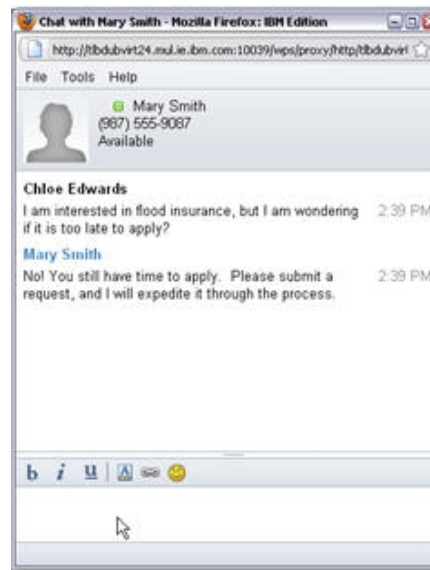 Chat with Mary Smith - Mozilla Firefox: IBM Edition
http://tlbdubvirt24.mul.ie.ibm.com:10039/wps/proxy/http/tlbdubvirt
File Tools Help
Mary Smith
(987) 555-9087
Available
Chloe Edwards
I am interested in flood insurance, but I am wondering 2:39 PM
if it is too late to apply?
Mary Smith
No! You still have time to apply. Please submit a 2:39 PM
request, and I will expedite it through the process.
b i u A